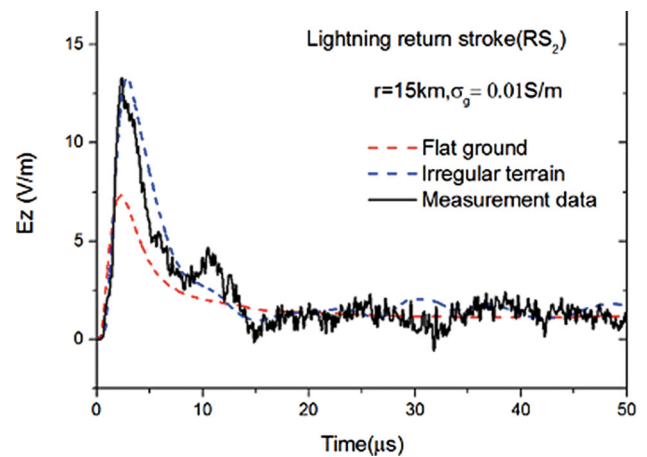 Lightning return stroke(RS₂)
r=15km,σg= 0.01S/m
Flat ground
Irregular terrain
Measurement data
Ez (V/m)
15
10
5
0
0 10 20 30 40 50
Time(μs)